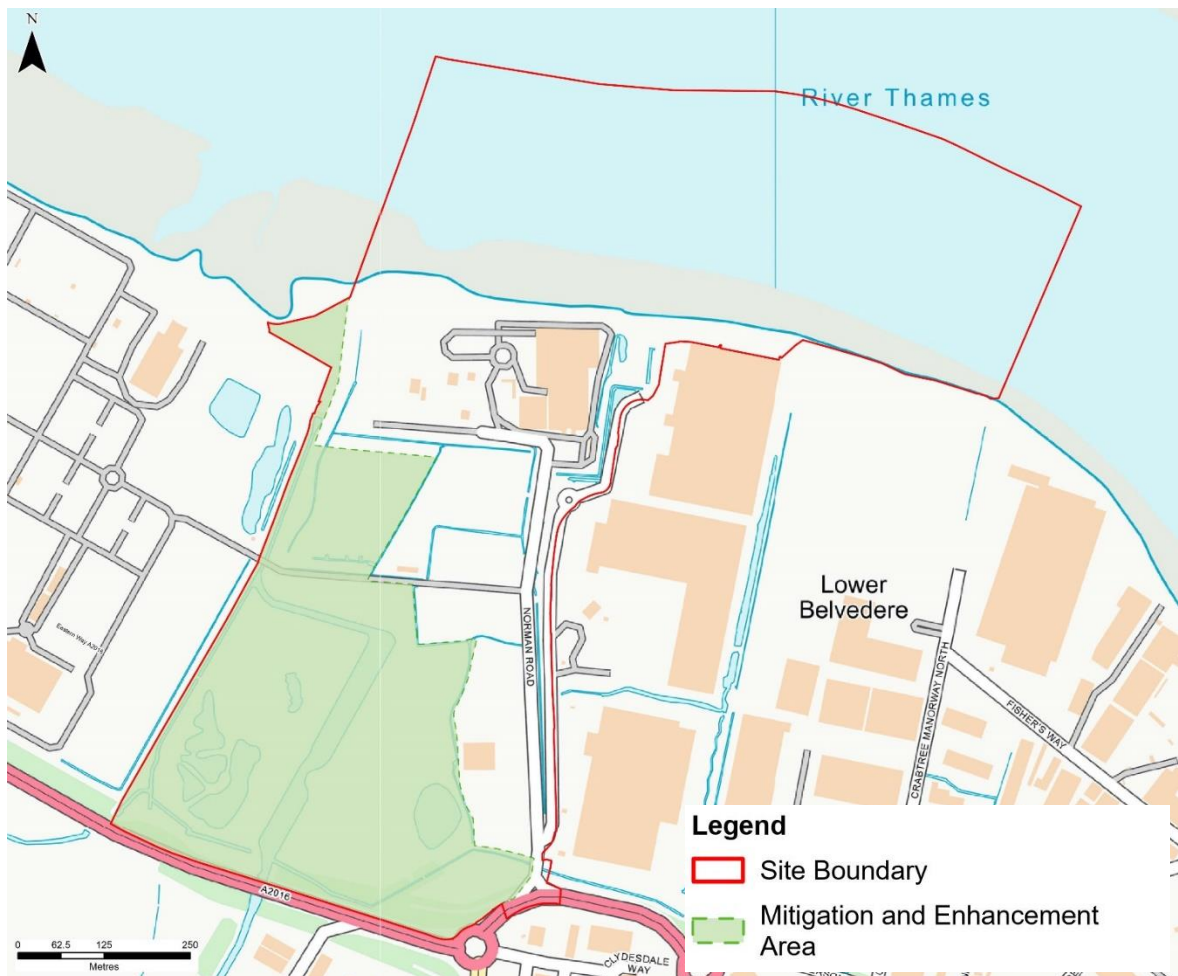 N
River Thames
Lower
Belvedere
NORMAN ROAD
CRABTREE MANORWAY NORTH
FISHER'S WAY
Eastern Way A2016
A2016
CLYDESDALE
WAY
Legend
Site Boundary
Mitigation and Enhancement
Area
0 62.5 125 250
Metres